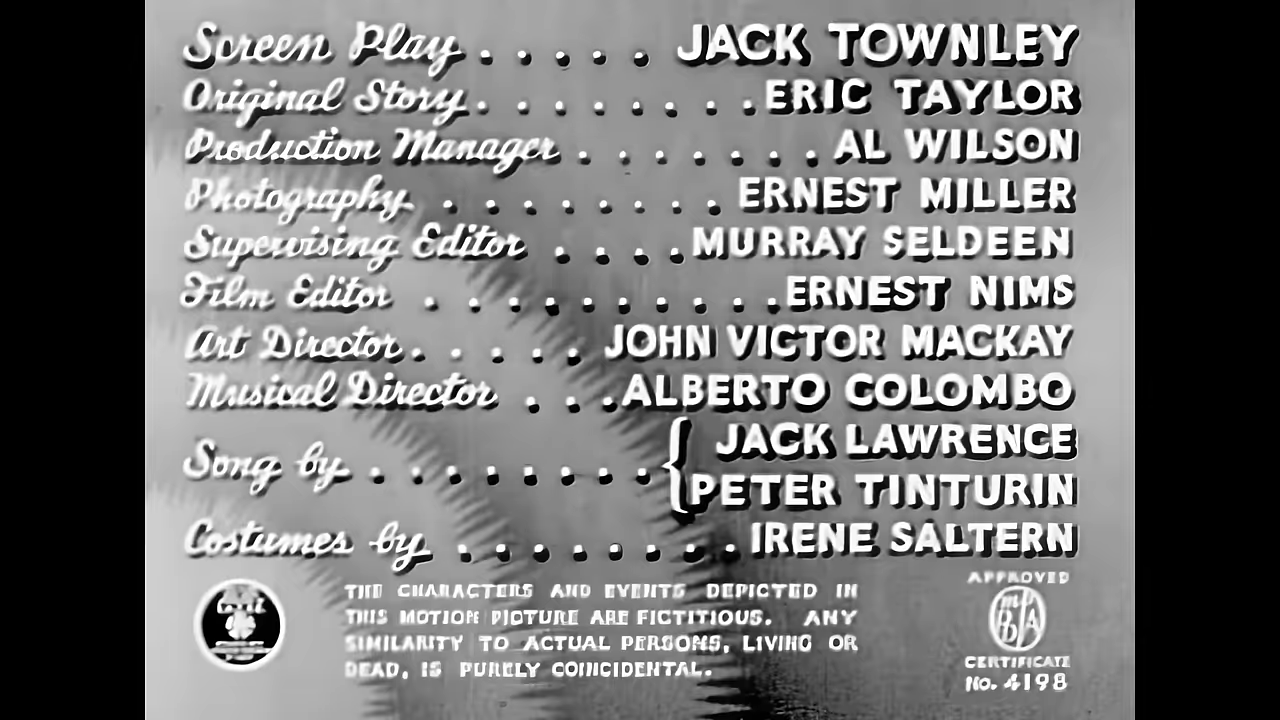 Screen Play . . . . . JACK TOWNLEY
Original Story . . . . . . . . ERIC TAYLOR
Production Manager . . . . . . . AL WILSON
Photography . . . . . . . . ERNEST MILLER
Supervising Editor . . . . MURRAY SELDEEN
Film Editor . . . . . . . . . . ERNEST NIMS
Art Director . . . . . JOHN VICTOR MACKAY
Musical Director . . . ALBERTO COLOMBO
Song by . . . . . . . . { JACK LAWRENCE
PETER TINTURIN
Costumes by . . . . . . . . IRENE SALTERN
THE CHARACTERS AND EVENTS DEPICTED IN
THIS MOTION PICTURE ARE FICTITIOUS. ANY
SIMILARITY TO ACTUAL PERSONS, LIVING OR
DEAD, IS PURELY COINCIDENTAL.
APPROVED
MPPDA
CERTIFICATE
No. 4198